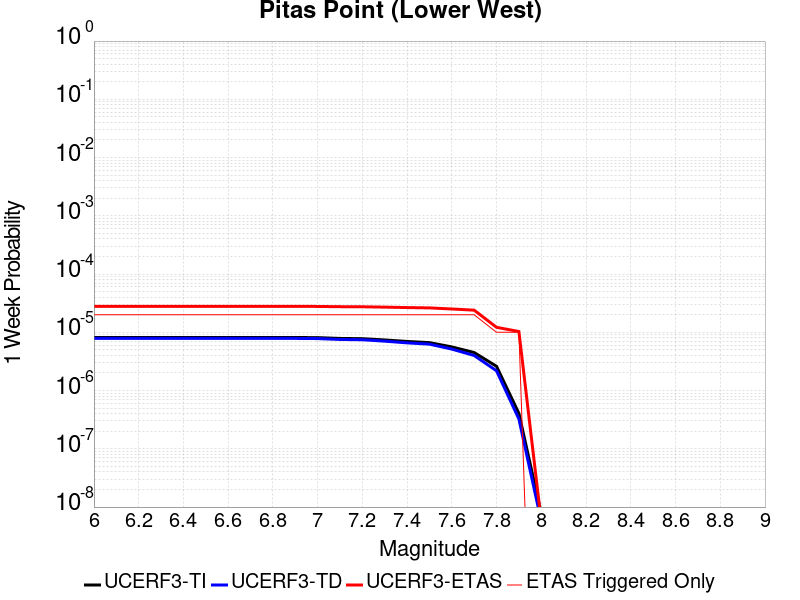 Pitas Point (Lower West)
10^0
10^-1
10^-2
10^-3
10^-4
10^-5
10^-6
10^-7
10^-8
1 Week Probability
6 6.2 6.4 6.6 6.8 7 7.2 7.4 7.6 7.8 8 8.2 8.4 8.6 8.8 9
Magnitude
UCERF3-TI UCERF3-TD UCERF3-ETAS ETAS Triggered Only